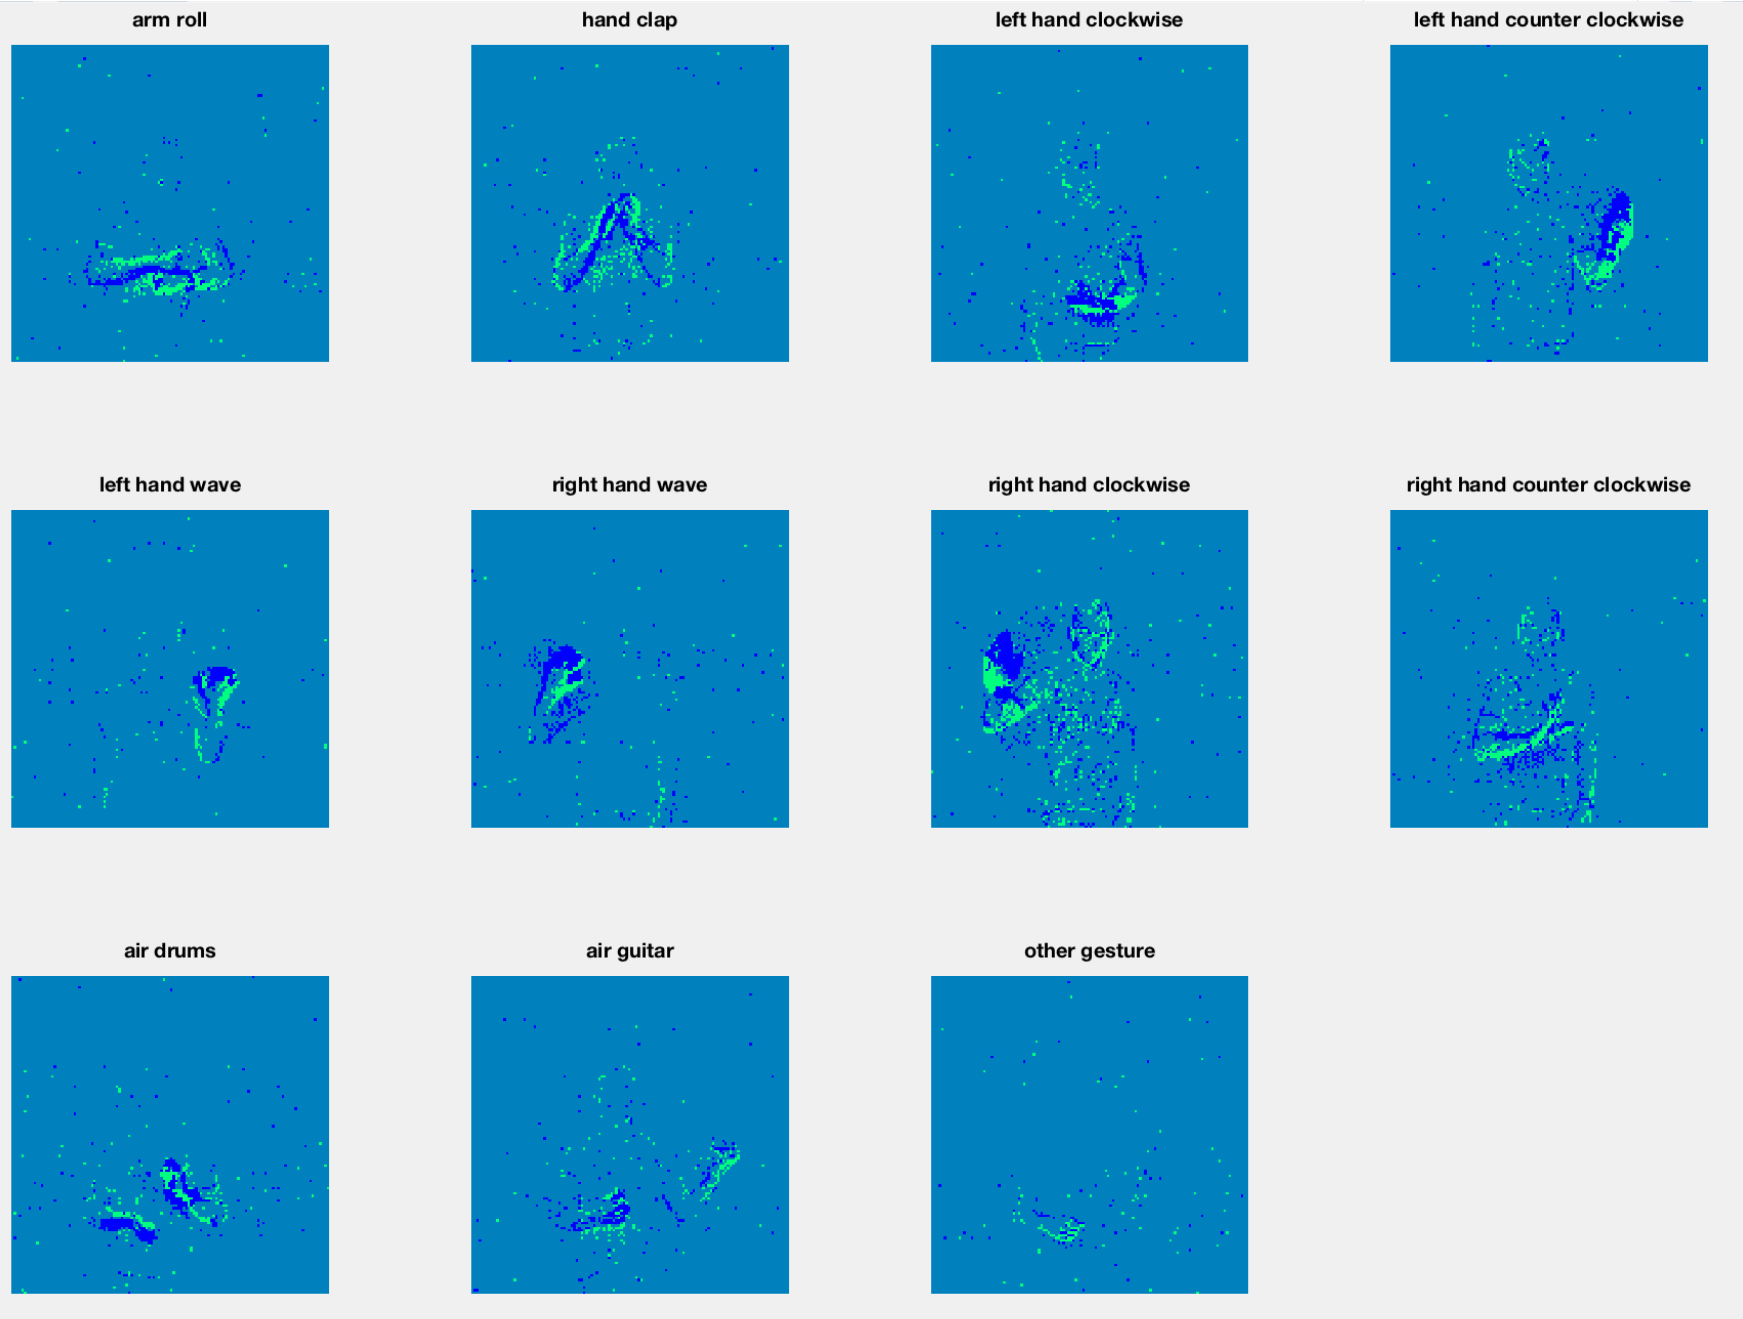 arm roll
hand clap
left hand clockwise
left hand counter clockwise
left hand wave
right hand wave
right hand clockwise
right hand counter clockwise
air drums
air guitar
other gesture